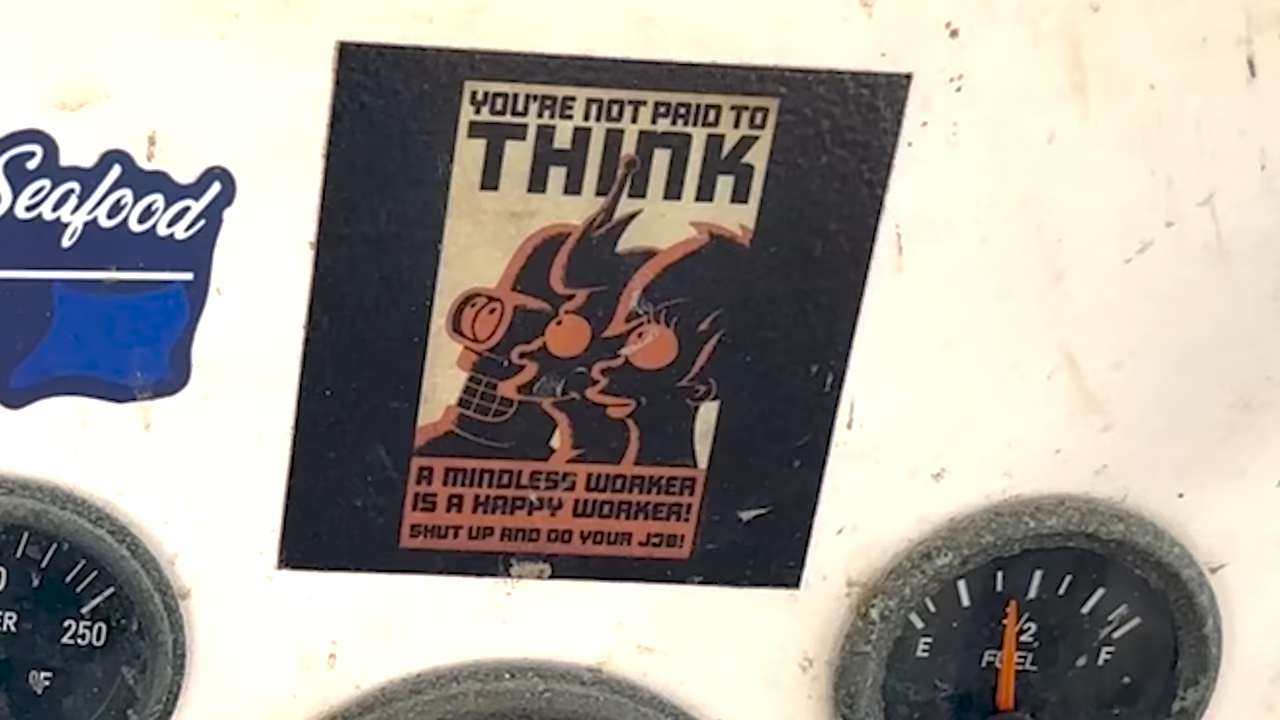 Seafood
YOU'RE NOT PAID TO
THINK
A MINDLESS WORKER
IS A HAPPY WORKER!
SHUT UP AND DO YOUR JOB!
250
°F
E
1/2
F
FUEL